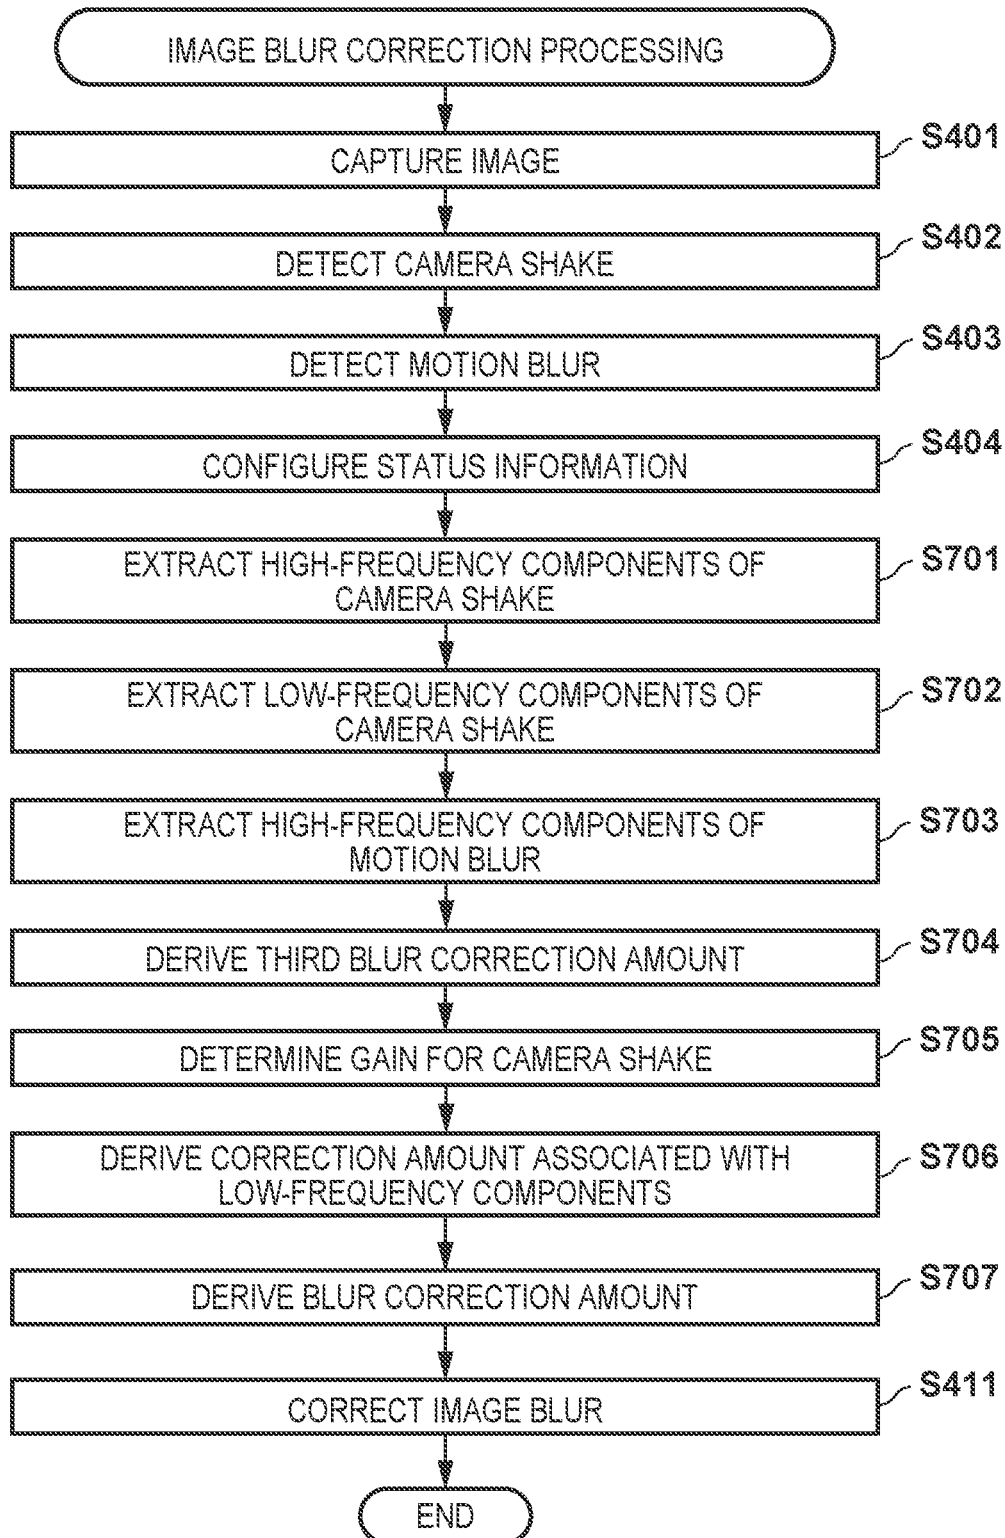 IMAGE BLUR CORRECTION PROCESSING
CAPTURE IMAGE
S401
DETECT CAMERA SHAKE
S402
DETECT MOTION BLUR
S403
CONFIGURE STATUS INFORMATION
S404
EXTRACT HIGH-FREQUENCY COMPONENTS OF
CAMERA SHAKE
S701
EXTRACT LOW-FREQUENCY COMPONENTS OF
CAMERA SHAKE
S702
EXTRACT HIGH-FREQUENCY COMPONENTS OF
MOTION BLUR
S703
DERIVE THIRD BLUR CORRECTION AMOUNT
S704
DETERMINE GAIN FOR CAMERA SHAKE
S705
DERIVE CORRECTION AMOUNT ASSOCIATED WITH
LOW-FREQUENCY COMPONENTS
S706
DERIVE BLUR CORRECTION AMOUNT
S707
CORRECT IMAGE BLUR
S411
END